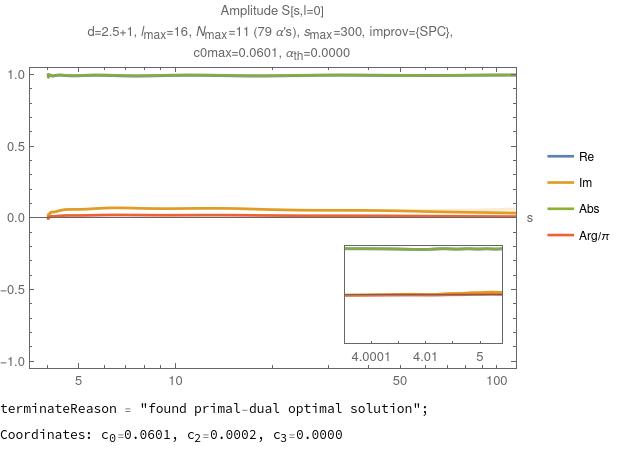 Amplitude S[s,l=0]
d=2.5+1, lmax=16, Nmax=11 (79 α's), smax=300, improv={SPC},
c0max=0.0601, αth=0.0000
1.0
0.5
0.0
−0.5
−1.0
s
5
10
50
100
4.0001
4.01
5
Re
Im
Abs
Arg/π
terminateReason = "found primal-dual optimal solution";
Coordinates: c0=0.0601, c2=0.0002, c3=0.0000